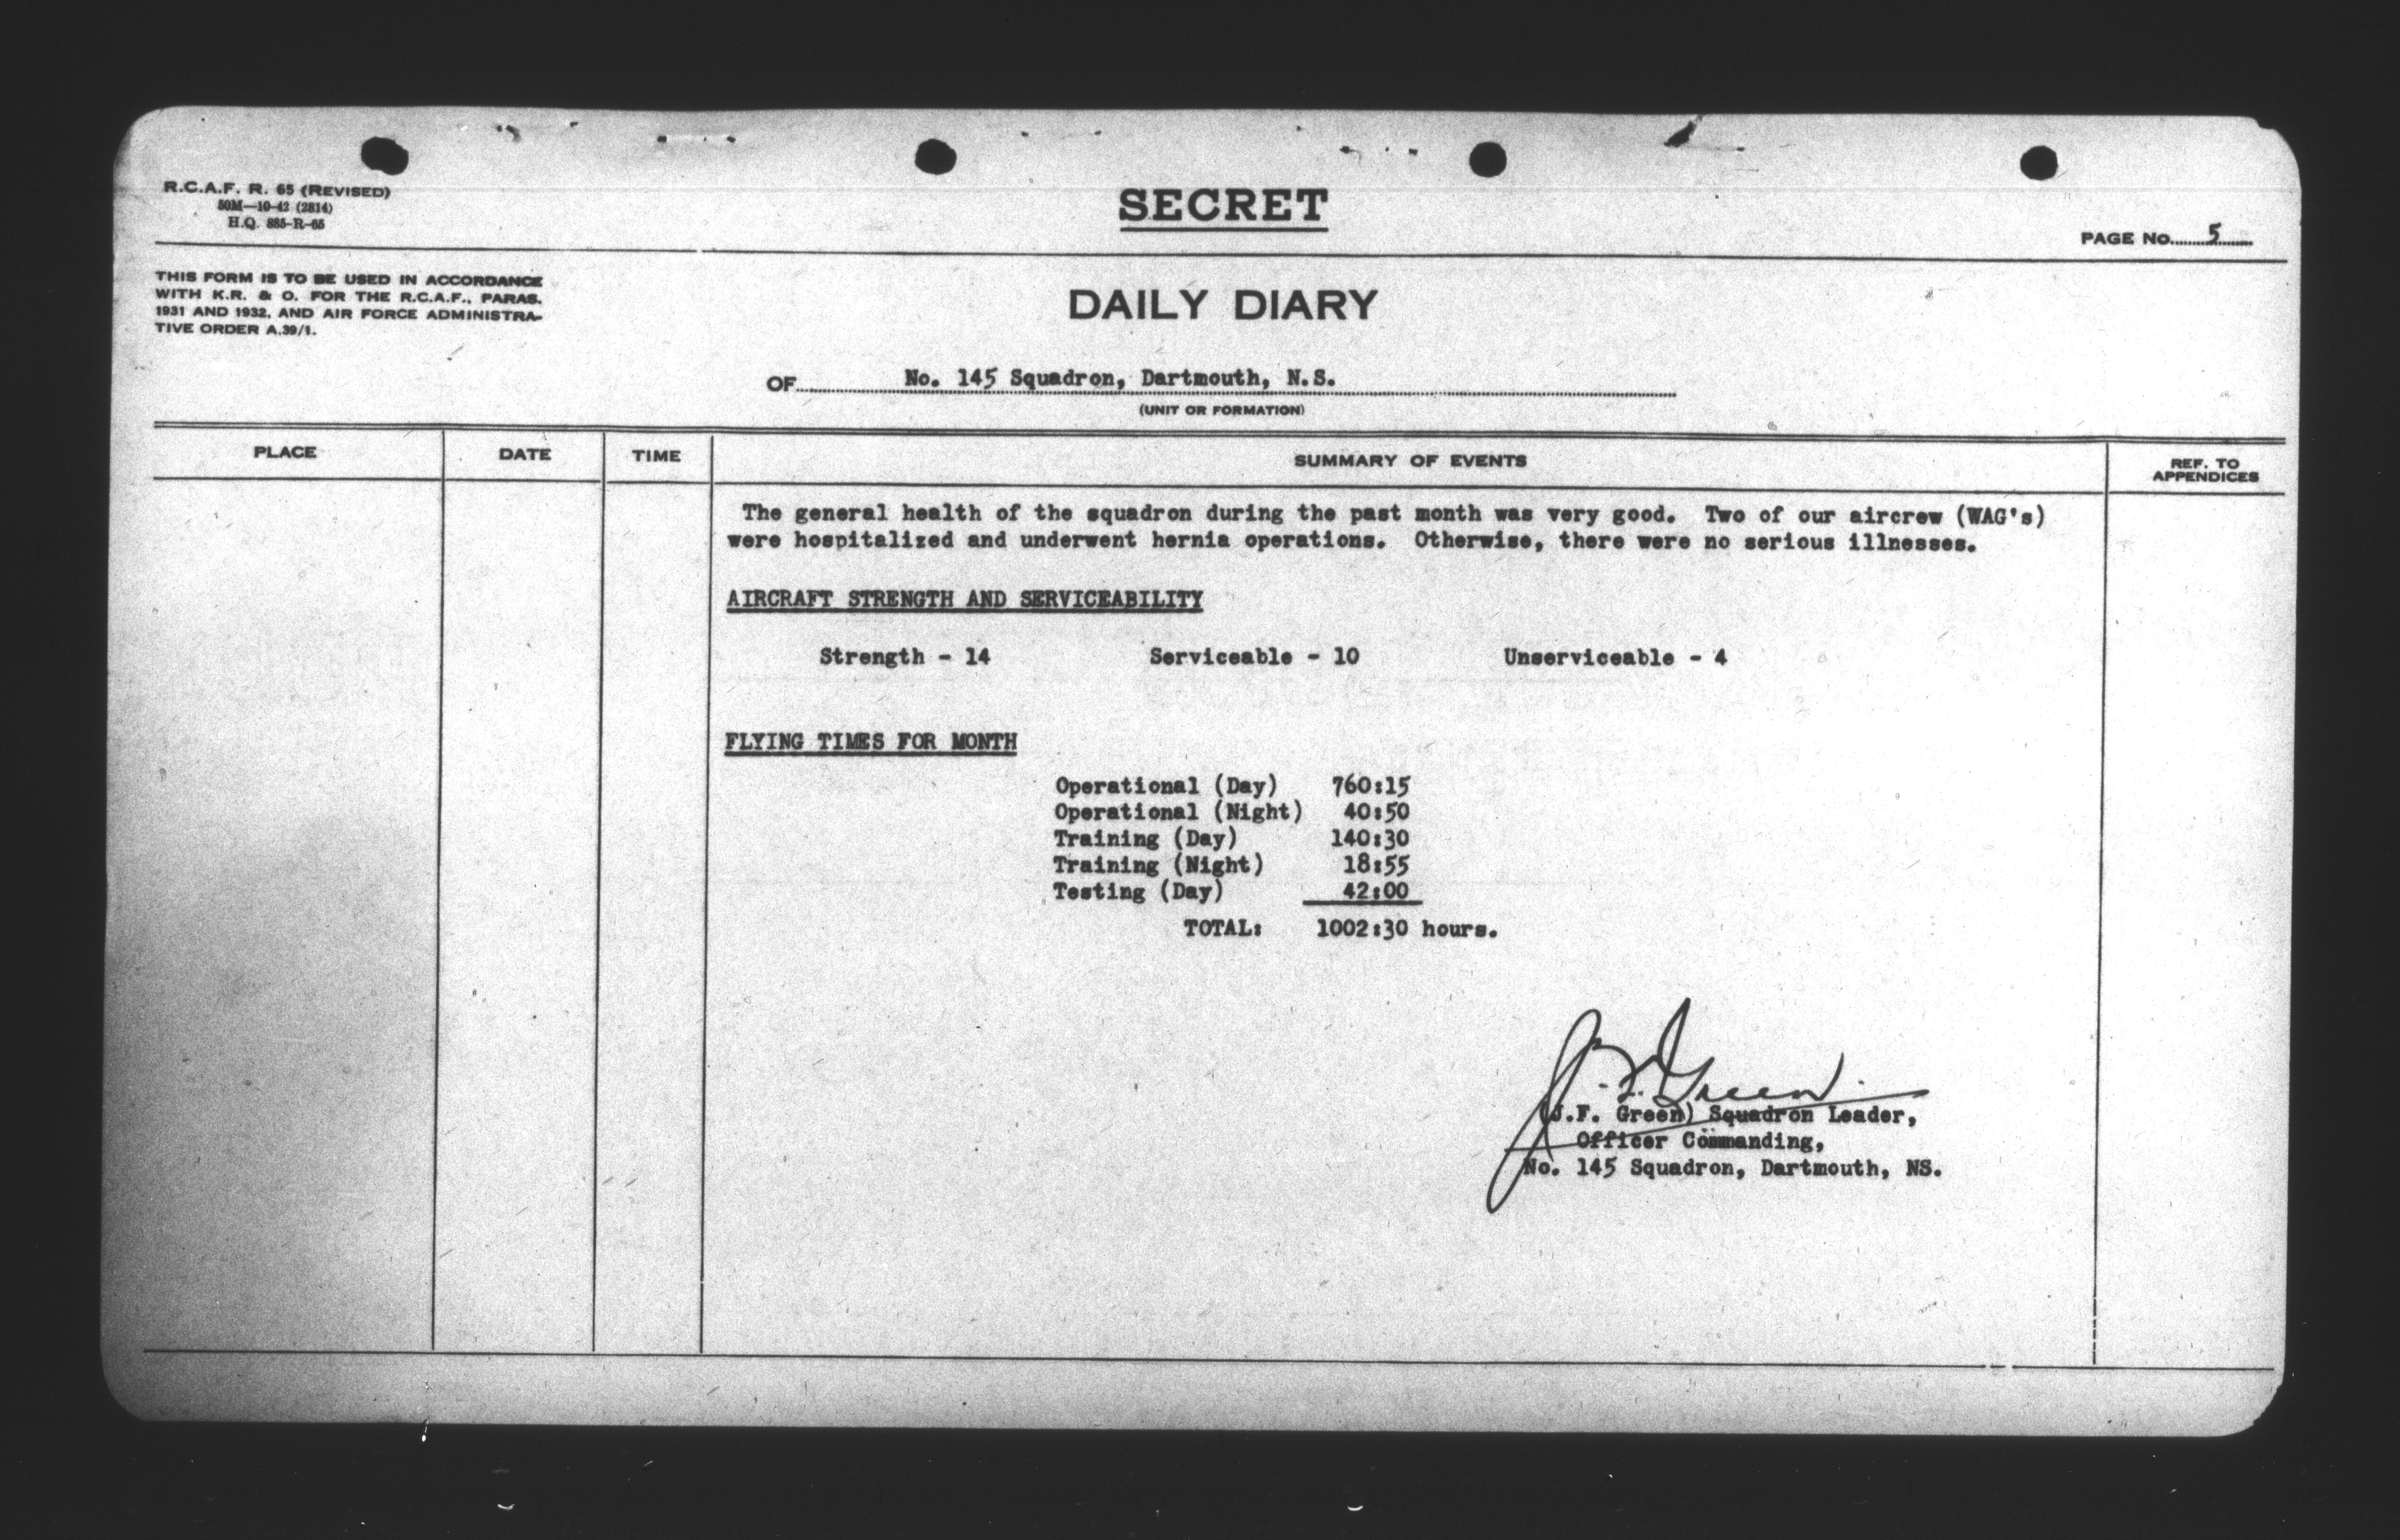 R.C.A.F. R. 65 (REVISED)
50M—10-42 (2814)
H.Q. 885-R-65
SECRET
PAGE No. 5
THIS FORM IS TO BE USED IN ACCORDANCE
WITH K.R. & O. FOR THE R.C.A.F., PARAS.
1931 AND 1932, AND AIR FORCE ADMINISTRA-
TIVE ORDER A.39/1.
DAILY DIARY
OF No. 145 Squadron, Dartmouth, N.S.
(UNIT OR FORMATION)
PLACE DATE TIME SUMMARY OF EVENTS REF. TO
APPENDICES
The general health of the squadron during the past month was very good. Two of our aircrew (WAG's)
were hospitalized and underwent hernia operations. Otherwise, there were no serious illnesses.
AIRCRAFT STRENGTH AND SERVICEABILITY
Strength - 14 Serviceable - 10 Unserviceable - 4
FLYING TIMES FOR MONTH
Operational (Day) 760:15
Operational (Night) 40:50
Training (Day) 140:30
Training (Night) 18:55
Testing (Day) 42:00
TOTAL: 1002:30 hours.
J.F. Green
(J.F. Green) Squadron Leader,
Officer Commanding,
No. 145 Squadron, Dartmouth, NS.